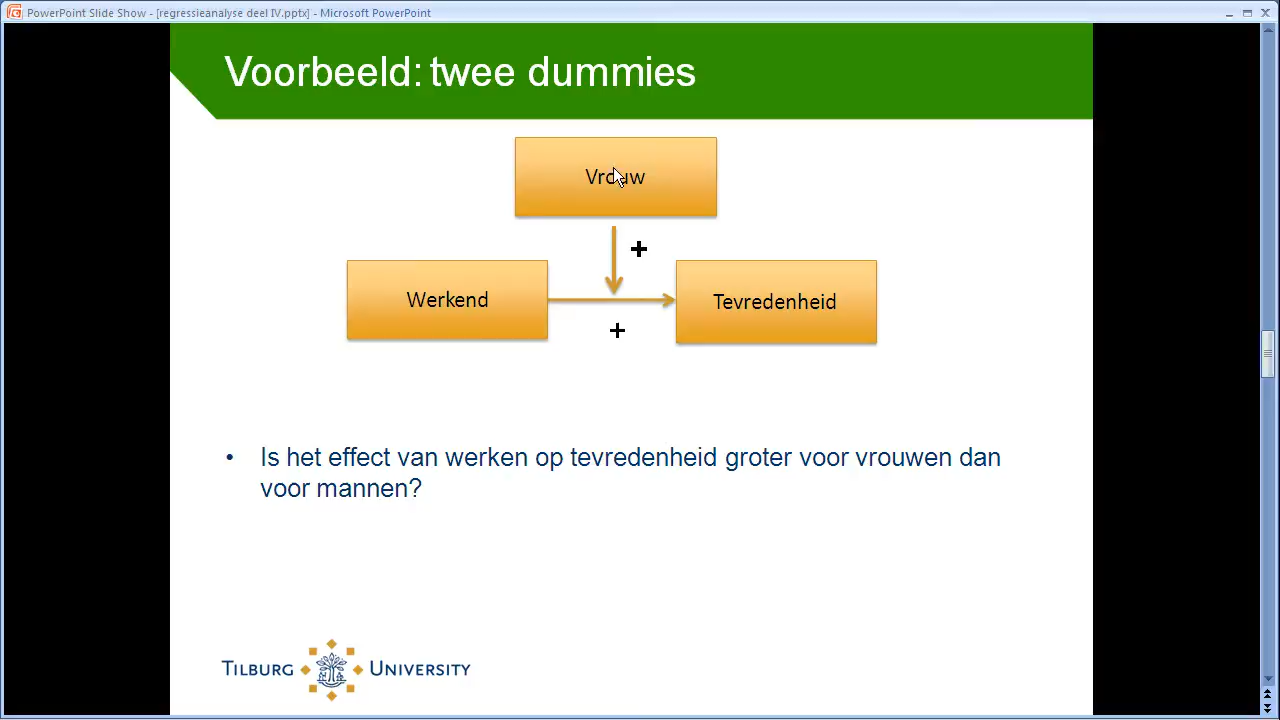 PowerPoint Slide Show - [regressieanalyse deel IV.pptx] - Microsoft PowerPoint
Voorbeeld: twee dummies
Vrouw
+
Werkend
Tevredenheid
+
• Is het effect van werken op tevredenheid groter voor vrouwen dan
voor mannen?
TILBURG UNIVERSITY